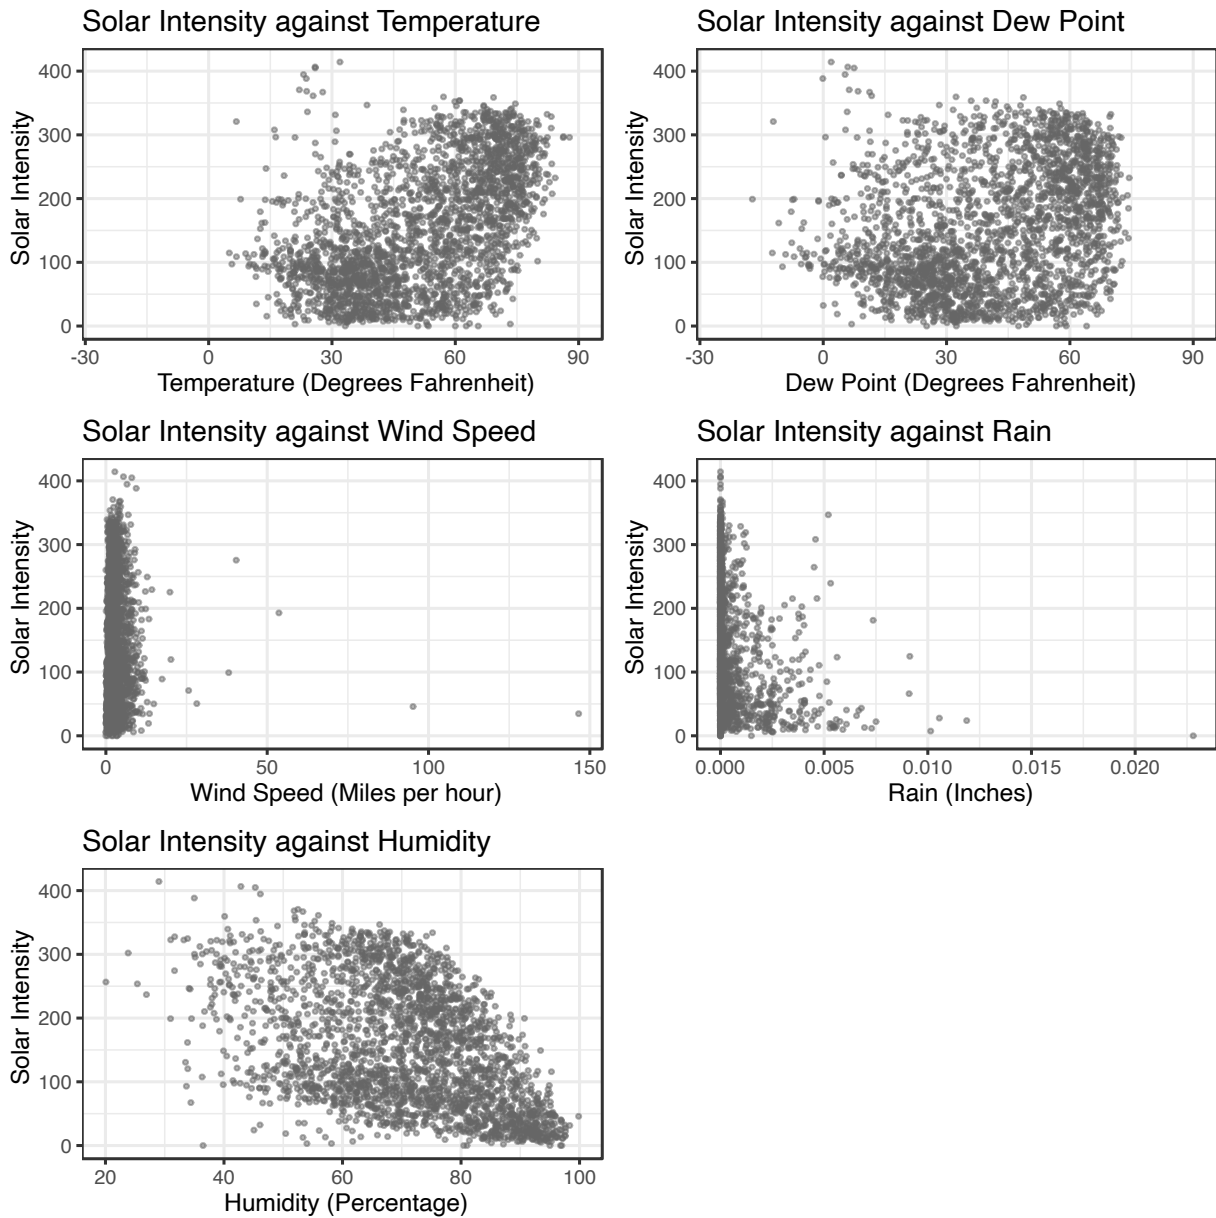 Solar Intensity against Temperature
Solar Intensity
400
300
200
100
0
-30 0 30 60 90
Temperature (Degrees Fahrenheit)
Solar Intensity against Dew Point
Solar Intensity
400
300
200
100
0
-30 0 30 60 90
Dew Point (Degrees Fahrenheit)
Solar Intensity against Wind Speed
Solar Intensity
400
300
200
100
0
0 50 100 150
Wind Speed (Miles per hour)
Solar Intensity against Rain
Solar Intensity
400
300
200
100
0
0.000 0.005 0.010 0.015 0.020
Rain (Inches)
Solar Intensity against Humidity
Solar Intensity
400
300
200
100
0
20 40 60 80 100
Humidity (Percentage)